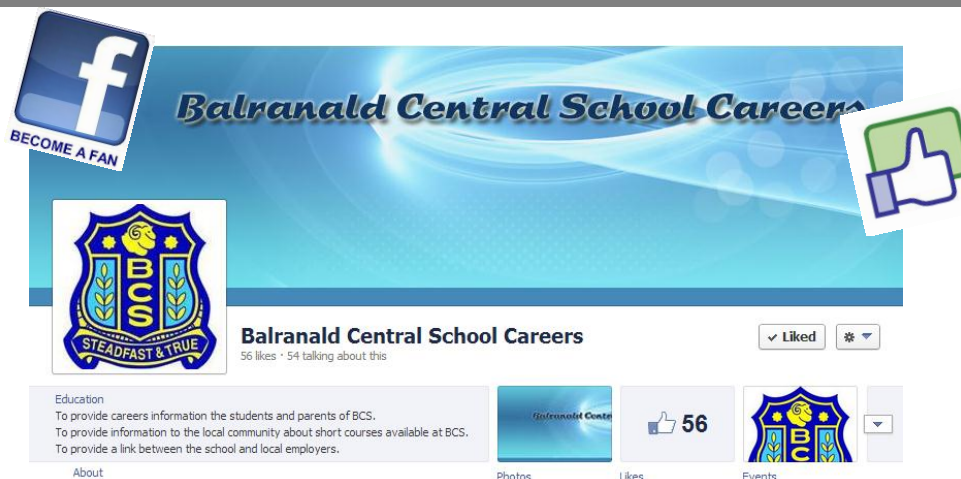 f
BECOME A FAN
Balranald Central School Careers
BCS
STEADFAST & TRUE
Balranald Central School Careers
56 likes · 54 talking about this
Liked
Education
To provide careers information the students and parents of BCS.
To provide information to the local community about short courses available at BCS.
To provide a link between the school and local employers.
About
Balranald Centr
56
BCS
Photos
Likes
Events